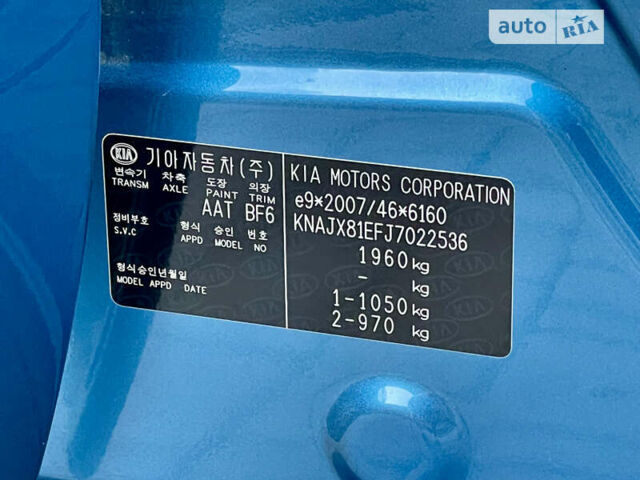 auto RIA
KIA 기아자동차(주)
변속기 차축 도장 의장
TRANSM AXLE PAINT TRIM
AAT BF6
정비부호 형식 승인 번호
S.V.C APPD MODEL NO
형식승인년월일
MODEL APPD DATE
KIA MOTORS CORPORATION
e9*2007/46*6160
KNAJX81EFJ7022536
1960 kg
- kg
1-1050 kg
2-970 kg